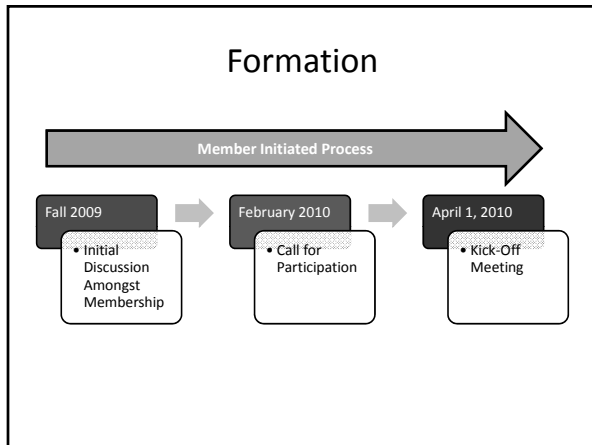 Formation
Member Initiated Process
Fall 2009
• Initial
Discussion
Amongst
Membership
February 2010
• Call for
Participation
April 1, 2010
• Kick-Off
Meeting